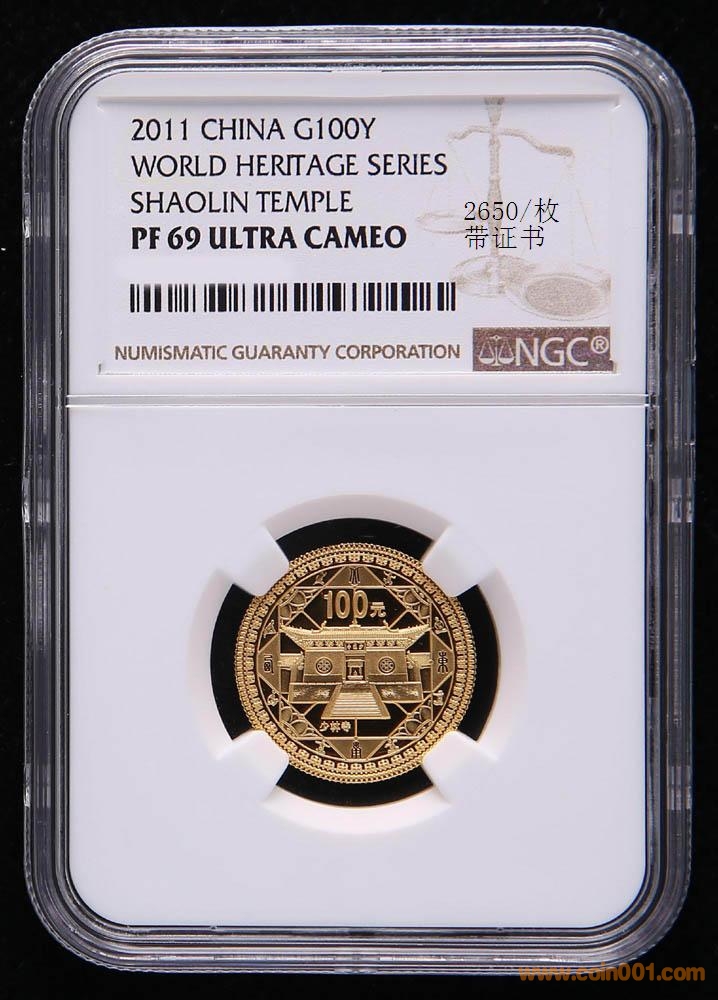 2011 CHINA G100Y
WORLD HERITAGE SERIES
SHAOLIN TEMPLE
PF 69 ULTRA CAMEO
2650/枚
带证书
NUMISMATIC GUARANTY CORPORATION
NGC®
100元
東
少林寺
www.coin001.com